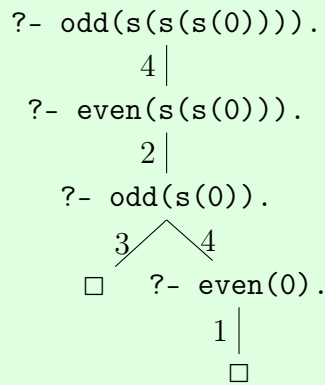 ?- odd(s(s(s(0)))).
4
?- even(s(s(0))).
2
?- odd(s(0)).
3 4
□ ?- even(0).
1
□